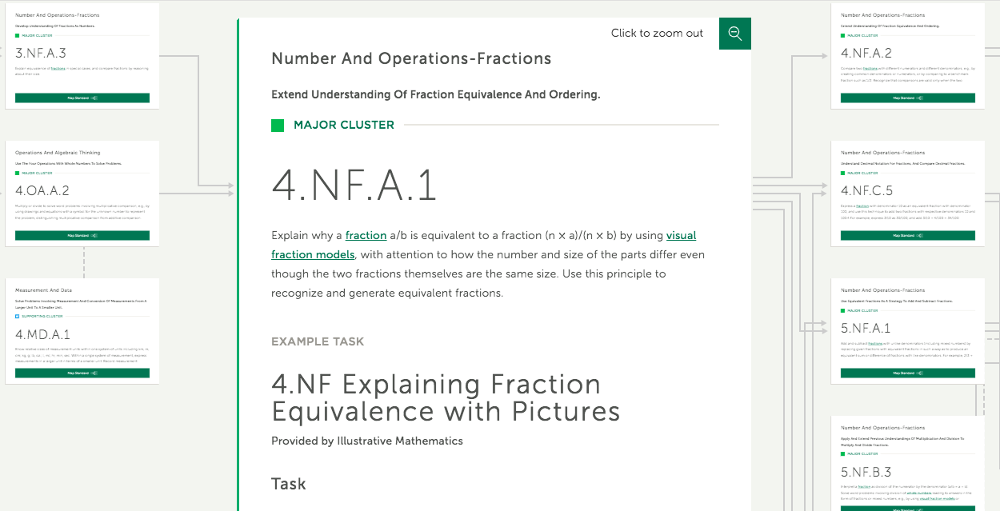 Number And Operations-Fractions
Develop Understanding Of Fractions As Numbers.
MAJOR CLUSTER
3.NF.A.3
Explain equivalence of fractions in special cases, and compare fractions by reasoning
about their size.
Map Standard
Operations And Algebraic Thinking
Use The Four Operations With Whole Numbers To Solve Problems.
MAJOR CLUSTER
4.OA.A.2
Multiply or divide to solve word problems involving multiplicative comparison, e.g., by
using drawings and equations with a symbol for the unknown number to represent
the problem, distinguishing multiplicative comparison from additive comparison.
Map Standard
Measurement And Data
Solve Problems Involving Measurement And Conversion Of Measurements From A
Larger Unit To A Smaller Unit.
SUPPORTING CLUSTER
4.MD.A.1
Know relative sizes of measurement units within one system of units including km, m,
cm; kg, g; lb, oz.; l, ml; hr, min, sec. Within a single system of measurement, express
measurements in a larger unit in terms of a smaller unit. Record measurement
Map Standard
Click to zoom out
Number And Operations-Fractions
Extend Understanding Of Fraction Equivalence And Ordering.
MAJOR CLUSTER
4.NF.A.1
Explain why a fraction a/b is equivalent to a fraction (n × a)/(n × b) by using visual
fraction models, with attention to how the number and size of the parts differ even
though the two fractions themselves are the same size. Use this principle to
recognize and generate equivalent fractions.
EXAMPLE TASK
4.NF Explaining Fraction
Equivalence with Pictures
Provided by Illustrative Mathematics
Task
Number And Operations-Fractions
Extend Understanding Of Fraction Equivalence And Ordering.
MAJOR CLUSTER
4.NF.A.2
Compare two fractions with different numerators and different denominators, e.g., by
creating common denominators or numerators, or by comparing to a benchmark
fraction such as 1/2. Recognize that comparisons are valid only when the two
Map Standard
Number And Operations-Fractions
Understand Decimal Notation For Fractions, And Compare Decimal Fractions.
MAJOR CLUSTER
4.NF.C.5
Express a fraction with denominator 10 as an equivalent fraction with denominator
100, and use this technique to add two fractions with respective denominators 10 and
100.4 For example, express 3/10 as 30/100, and add 3/10 + 4/100 = 34/100.
Map Standard
Number And Operations-Fractions
Use Equivalent Fractions As A Strategy To Add And Subtract Fractions.
MAJOR CLUSTER
5.NF.A.1
Add and subtract fractions with unlike denominators (including mixed numbers) by
replacing given fractions with equivalent fractions in such a way as to produce an
equivalent sum or difference of fractions with like denominators. For example, 2/3 +
Map Standard
Number And Operations-Fractions
Apply And Extend Previous Understandings Of Multiplication And Division To
Multiply And Divide Fractions.
MAJOR CLUSTER
5.NF.B.3
Interpret a fraction as division of the numerator by the denominator (a/b = a ÷ b).
Solve word problems involving division of whole numbers leading to answers in the
form of fractions or mixed numbers, e.g., by using visual fraction models or
Map Standard